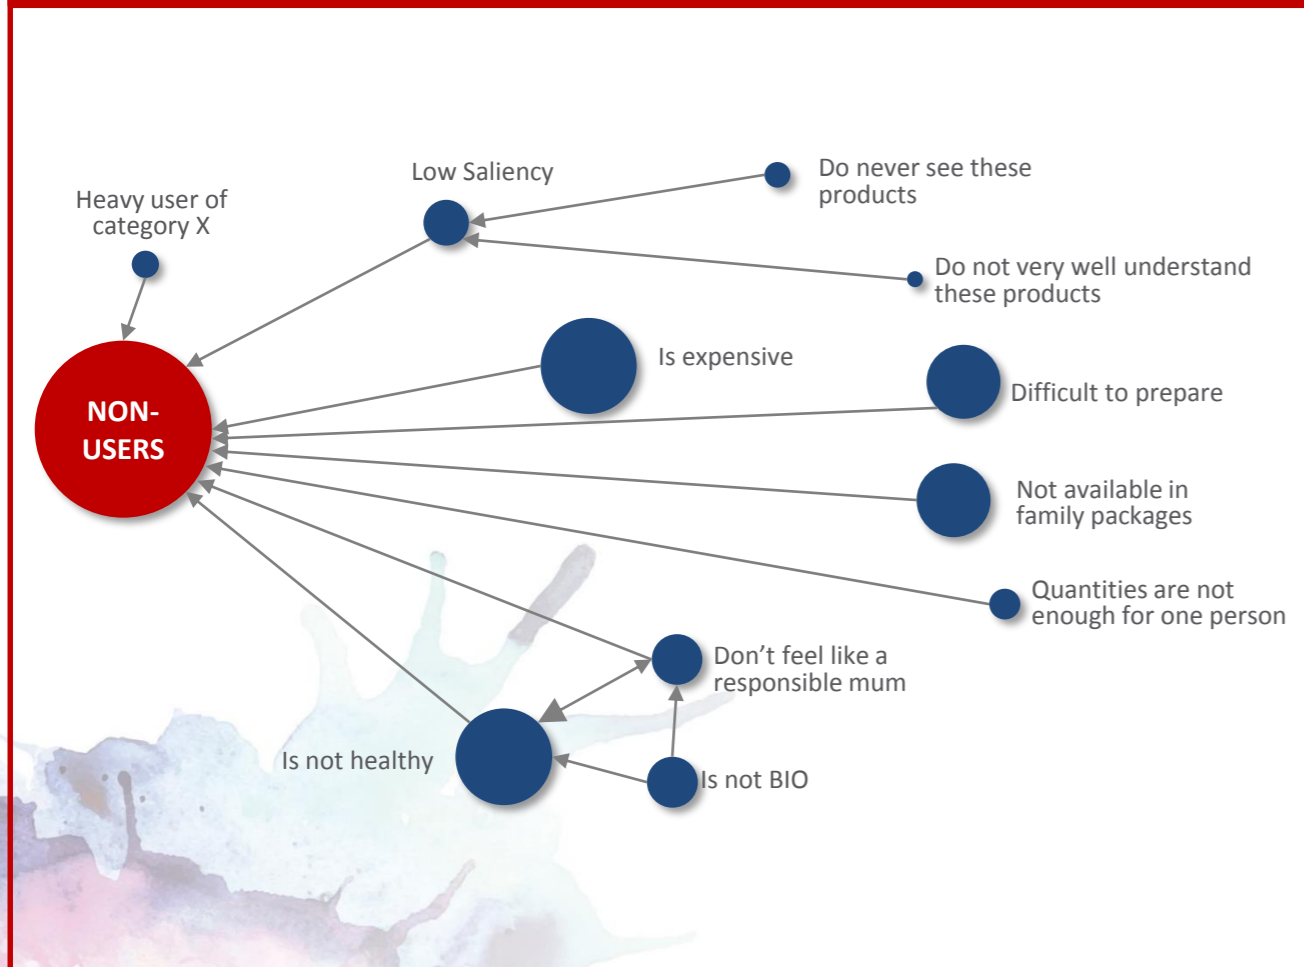 Low Saliency
Do never see these
products
Heavy user of
category X
Do not very well understand
these products
Is expensive
Difficult to prepare
NON-
USERS
Not available in
family packages
Quantities are not
enough for one person
Don’t feel like a
responsible mum
Is not healthy
Is not BIO